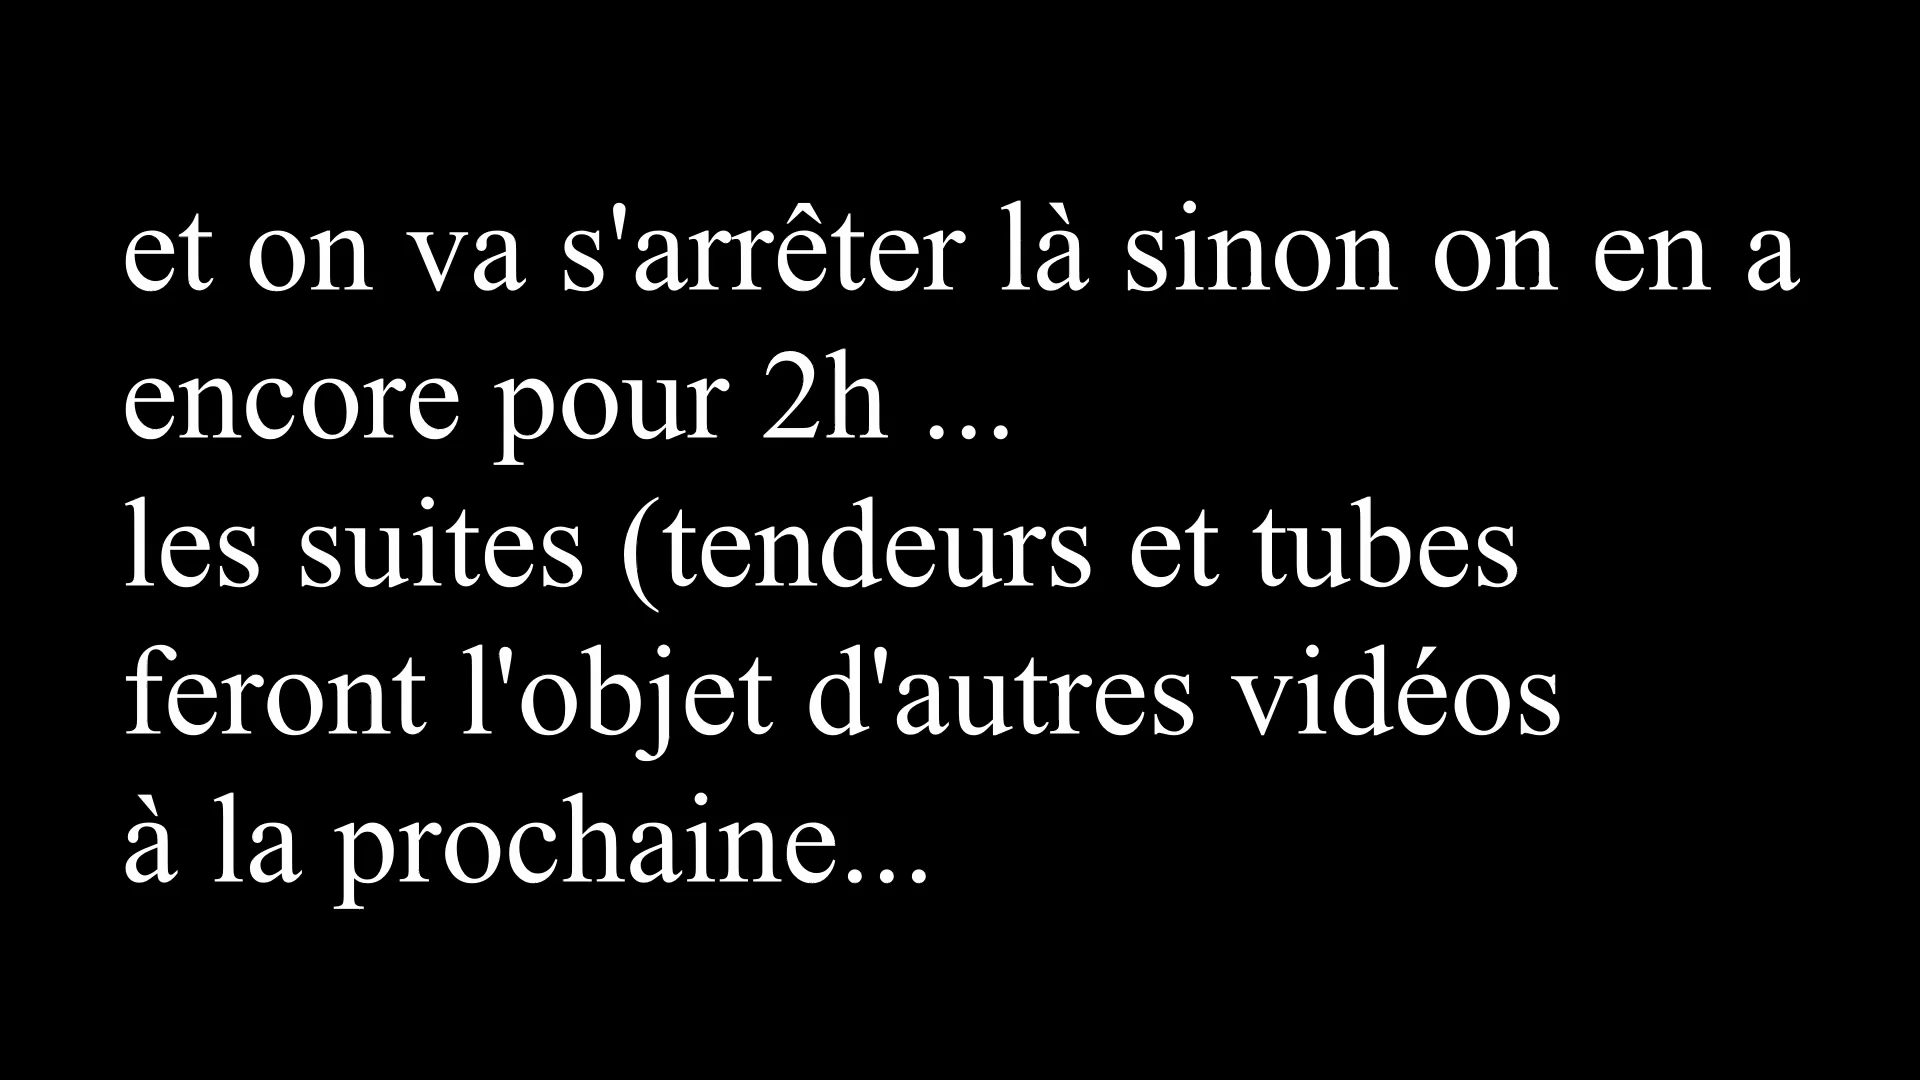 et on va s'arrêter là sinon on en a
encore pour 2h ...
les suites (tendeurs et tubes
feront l'objet d'autres vidéos
à la prochaine...